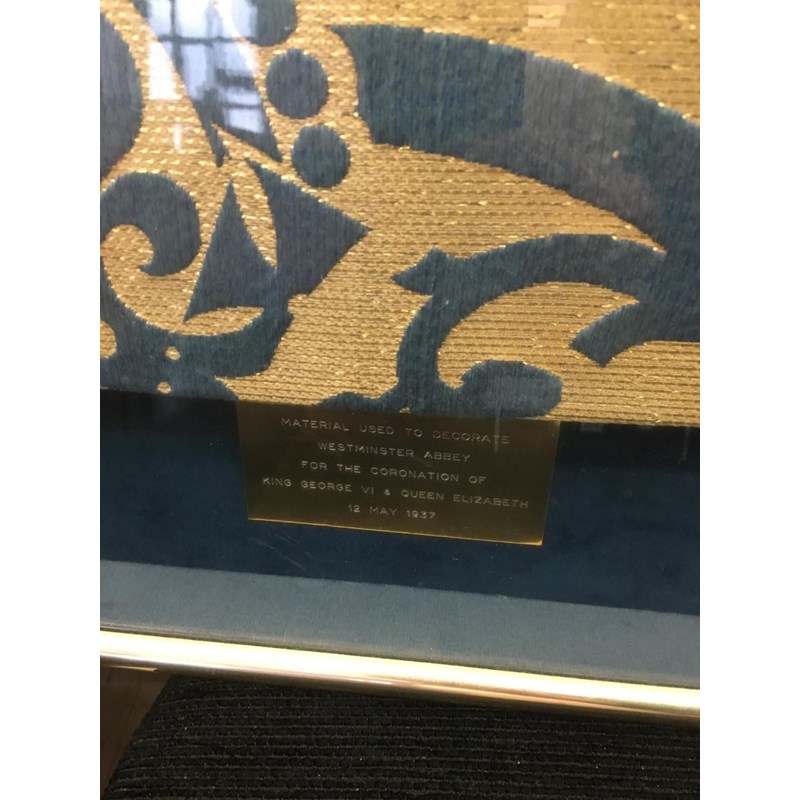 MATERIAL USED TO DECORATE
WESTMINSTER ABBEY
FOR THE CORONATION OF
KING GEORGE VI & QUEEN ELIZABETH
12 MAY 1937